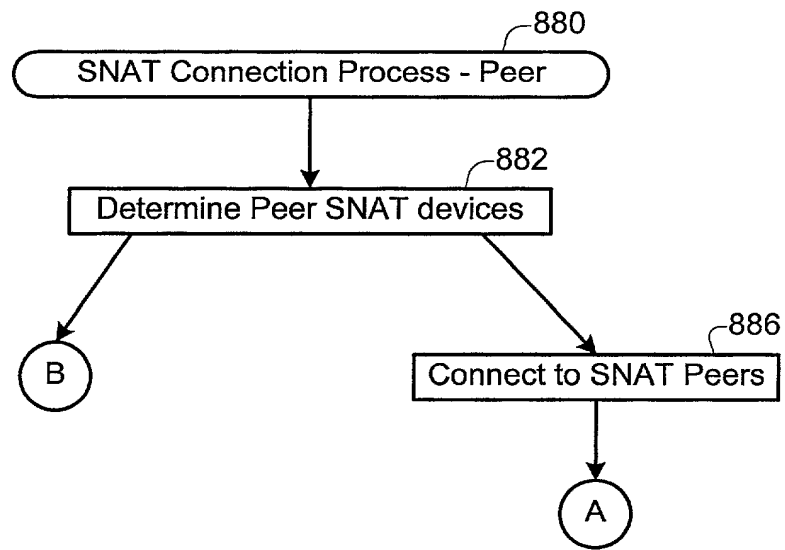 880
SNAT Connection Process - Peer
882
Determine Peer SNAT devices
886
B
Connect to SNAT Peers
A